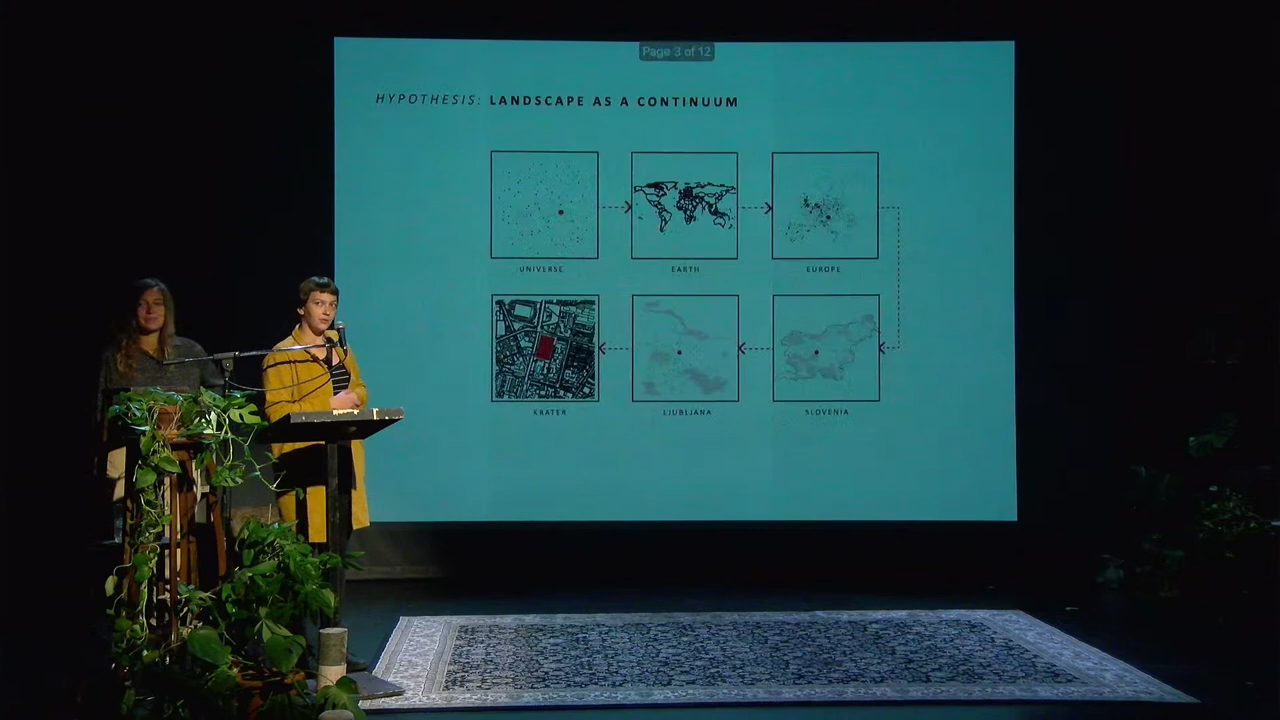 Page 3 of 12
HYPOTHESIS: LANDSCAPE AS A CONTINUUM
UNIVERSE
EARTH
EUROPE
KRATER
LJUBLJANA
SLOVENIA